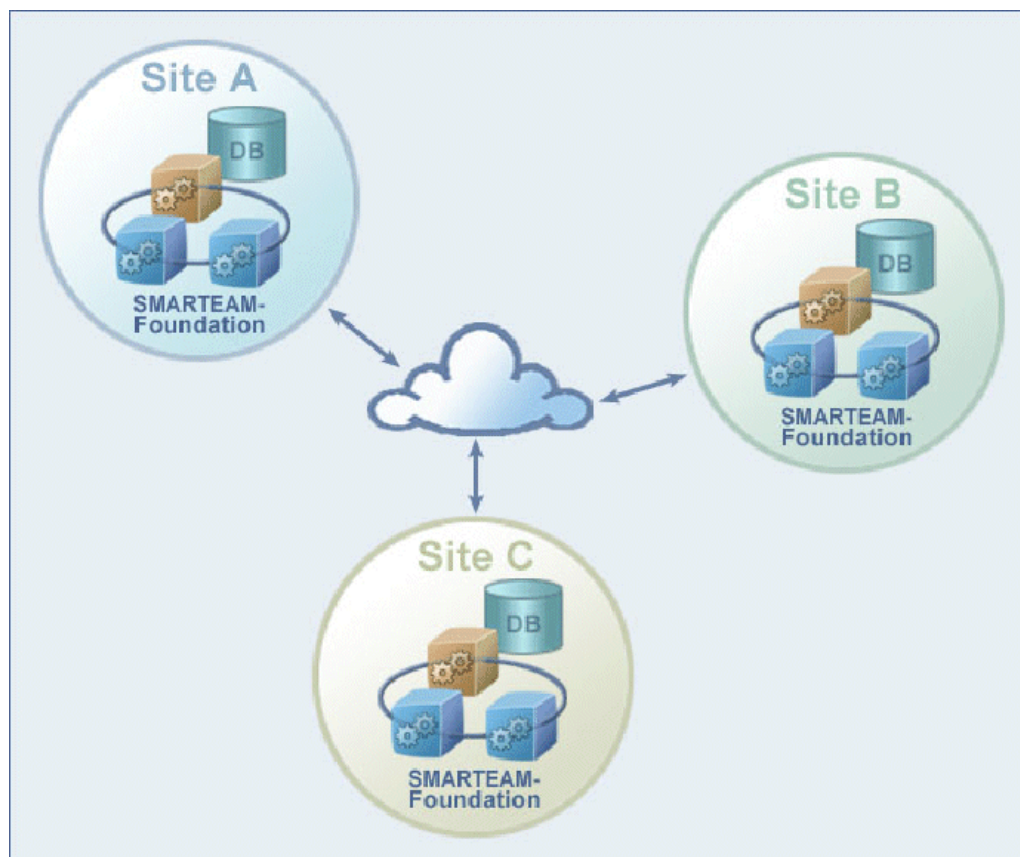 Site A
DB
SMARTEAM-
Foundation
Site B
DB
SMARTEAM-
Foundation
Site C
DB
SMARTEAM-
Foundation